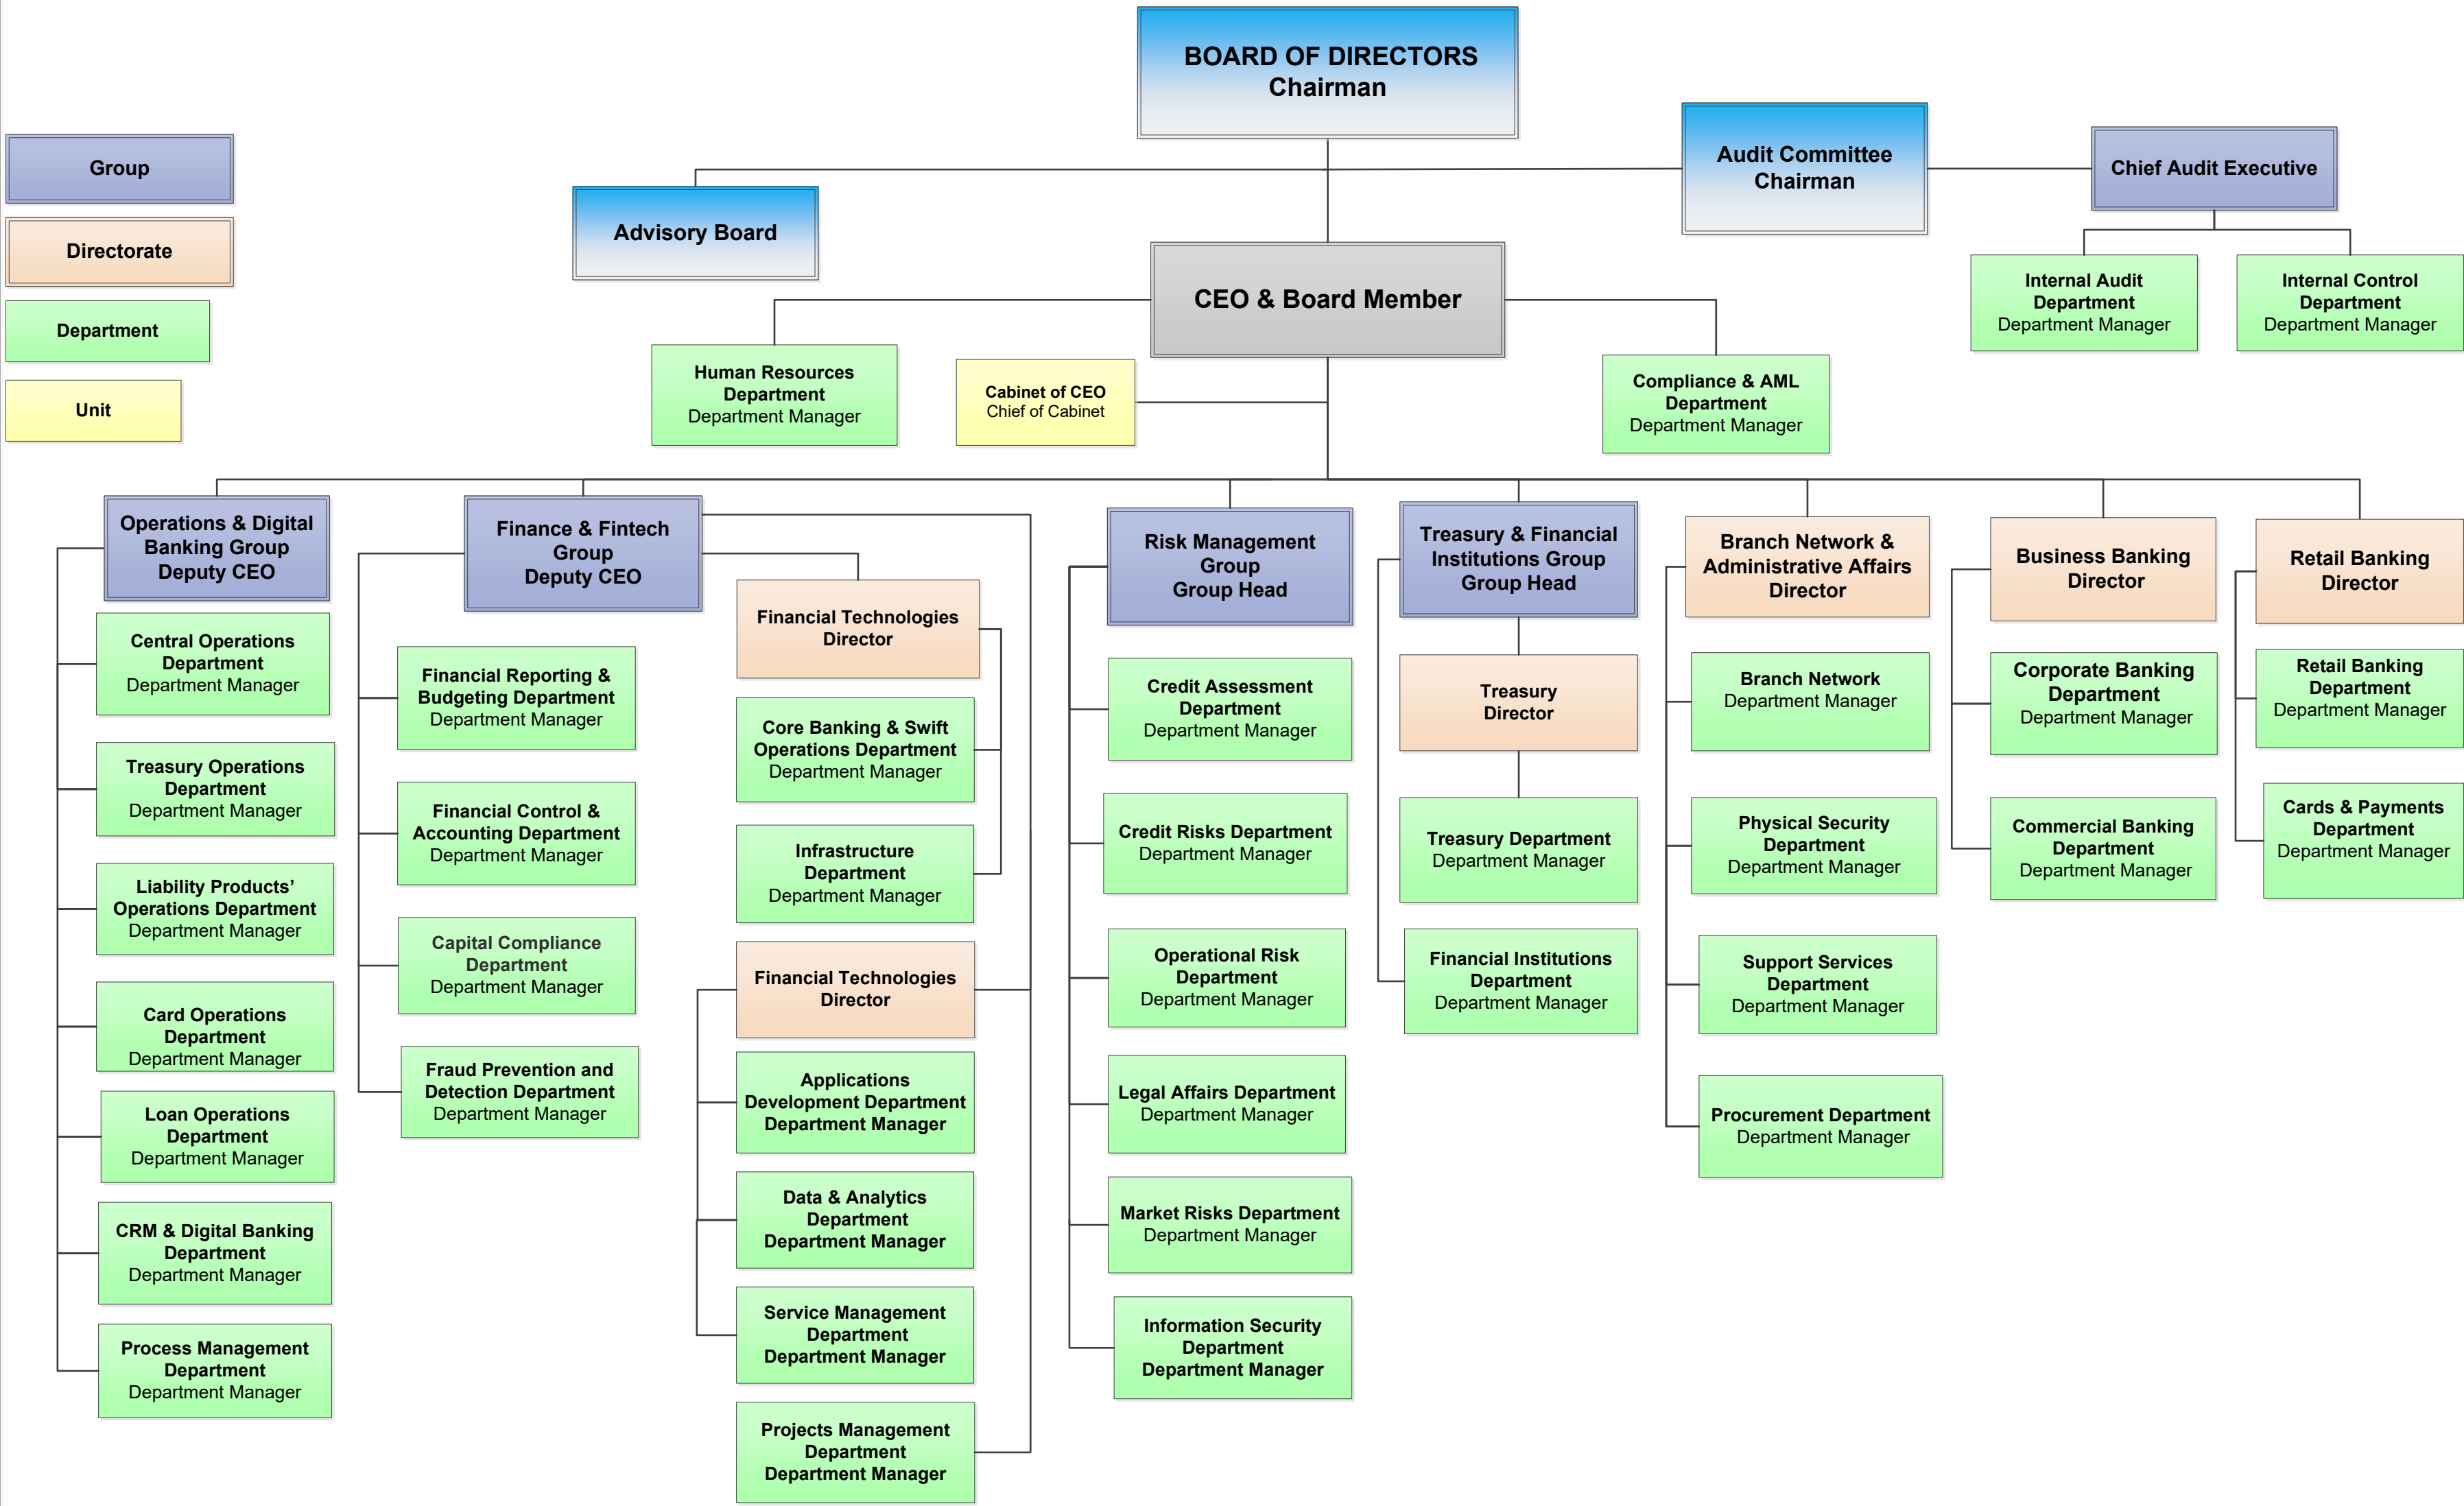 BOARD OF DIRECTORS
Chairman
Group
Directorate
Department
Unit
Advisory Board
Audit Committee
Chairman
Chief Audit Executive
Internal Audit
Department
Department Manager
Internal Control
Department
Department Manager
CEO & Board Member
Human Resources
Department
Department Manager
Cabinet of CEO
Chief of Cabinet
Compliance & AML
Department
Department Manager
Operations & Digital
Banking Group
Deputy CEO
Central Operations
Department
Department Manager
Treasury Operations
Department
Department Manager
Liability Products’
Operations Department
Department Manager
Card Operations
Department
Department Manager
Loan Operations
Department
Department Manager
CRM & Digital Banking
Department
Department Manager
Process Management
Department
Department Manager
Finance & Fintech
Group
Deputy CEO
Financial Reporting &
Budgeting Department
Department Manager
Financial Control &
Accounting Department
Department Manager
Capital Compliance
Department
Department Manager
Fraud Prevention and
Detection Department
Department Manager
Financial Technologies
Director
Core Banking & Swift
Operations Department
Department Manager
Infrastructure
Department
Department Manager
Financial Technologies
Director
Applications
Development Department
Department Manager
Data & Analytics
Department
Department Manager
Service Management
Department
Department Manager
Projects Management
Department
Department Manager
Risk Management
Group
Group Head
Credit Assessment
Department
Department Manager
Credit Risks Department
Department Manager
Operational Risk
Department
Department Manager
Legal Affairs Department
Department Manager
Market Risks Department
Department Manager
Information Security
Department
Department Manager
Treasury & Financial
Institutions Group
Group Head
Treasury
Director
Treasury Department
Department Manager
Financial Institutions
Department
Department Manager
Branch Network &
Administrative Affairs
Director
Branch Network
Department Manager
Physical Security
Department
Department Manager
Support Services
Department
Department Manager
Procurement Department
Department Manager
Business Banking
Director
Corporate Banking
Department
Department Manager
Commercial Banking
Department
Department Manager
Retail Banking
Director
Retail Banking
Department
Department Manager
Cards & Payments
Department
Department Manager